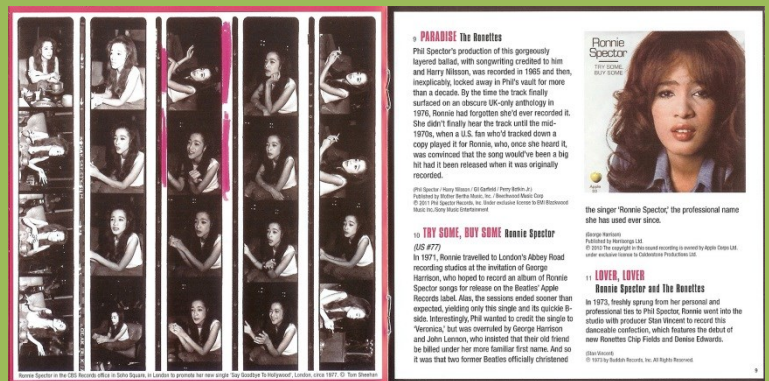 Ronnie Spector in the CBS Records office in Soho Square, in London to promote her new single 'Say Goodbye To Hollywood', London, circa 1977. © Tom Sheehan
9 PARADISE The Ronettes
Phil Spector's production of this gorgeously
layered ballad, with songwriting credited to him
and Harry Nilsson, was recorded in 1965 and then,
inexplicably, locked away in Phil's vault for more
than a decade. By the time the track finally
surfaced on an obscure UK-only anthology in
1976, Ronnie had forgotten she'd ever recorded it.
She didn't finally hear the track until the mid-
1970s, when a U.S. fan who'd tracked down a
copy played it for Ronnie, who, once she heard it,
was convinced that the song would've been a big
hit had it been released when it was originally
recorded.
(Phil Spector / Harry Nilsson / Gil Garfield / Perry Botkin Jr.)
Published by Mother Bertha Music, Inc. / Beechwood Music Corp
℗ 2011 Phil Spector Records, Inc. Under exclusive license to EMI Blackwood
Music Inc./Sony Music Entertainment
10 TRY SOME, BUY SOME Ronnie Spector
(US #77)
In 1971, Ronnie travelled to London's Abbey Road
recording studios at the invitation of George
Harrison, who hoped to record an album of Ronnie
Spector songs for release on the Beatles' Apple
Records label. Alas, the sessions ended sooner than
expected, yielding only this single and its quickie B-
side. Interestingly, Phil wanted to credit the single to
'Veronica,' but was overruled by George Harrison
and John Lennon, who insisted that their old friend
be billed under her more familiar first name. And so
it was that two former Beatles officially christened
Ronnie
Spector
TRY SOME,
BUY SOME
Apple
33
the singer 'Ronnie Spector,' the professional name
she has used ever since.
(George Harrison)
Published by Harrisongs Ltd.
℗ 2010 The copyright in this sound recording is owned by Apple Corps Ltd.
under exclusive license to Calderstone Productions Ltd.
11 LOVER, LOVER
Ronnie Spector and The Ronettes
In 1973, freshly sprung from her personal and
professional ties to Phil Spector, Ronnie went into the
studio with producer Stan Vincent to record this
danceable confection, which features the debut of
new Ronettes Chip Fields and Denise Edwards.
(Stan Vincent)
℗ 1973 by Buddah Records, Inc. All Rights Reserved.